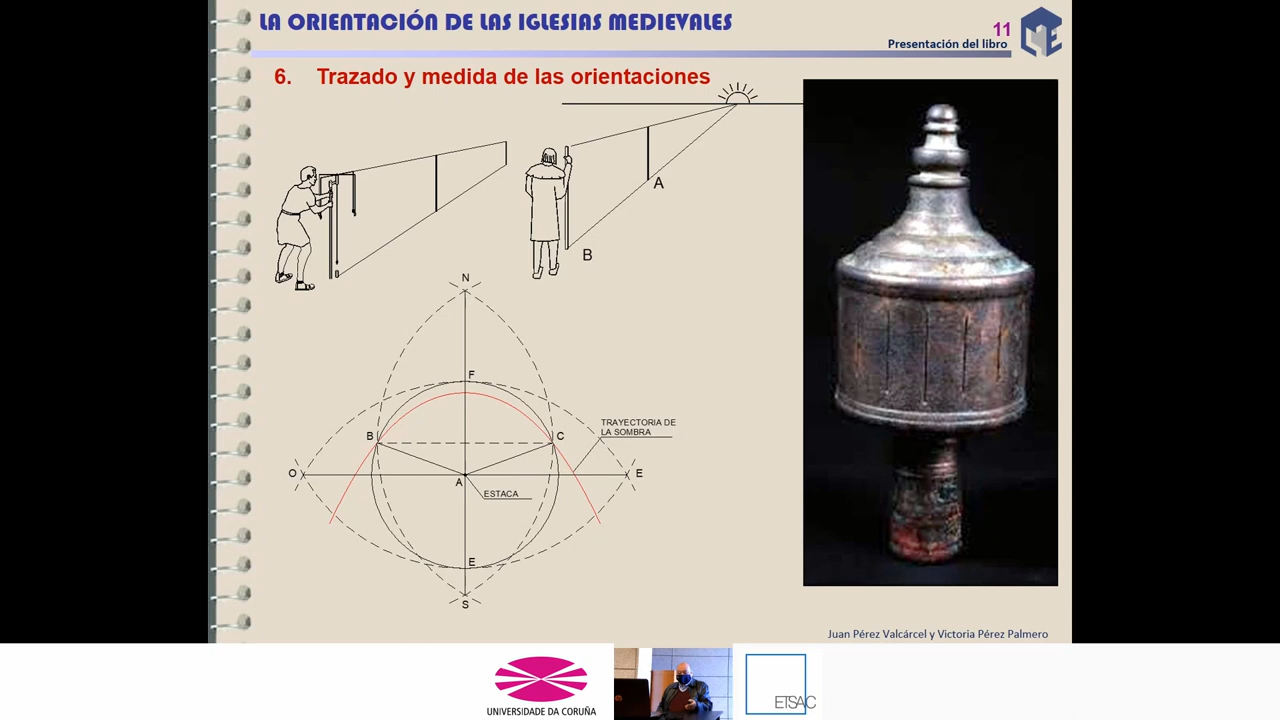 LA ORIENTACIÓN DE LAS IGLESIAS MEDIEVALES
11
Presentación del libro
6. Trazado y medida de las orientaciones
A
B
N
F
TRAYECTORIA DE
LA SOMBRA
B
C
O
E
A
ESTACA
E
S
Juan Pérez Valcárcel y Victoria Pérez Palmero
UNIVERSIDADE DA CORUÑA
ETSAC